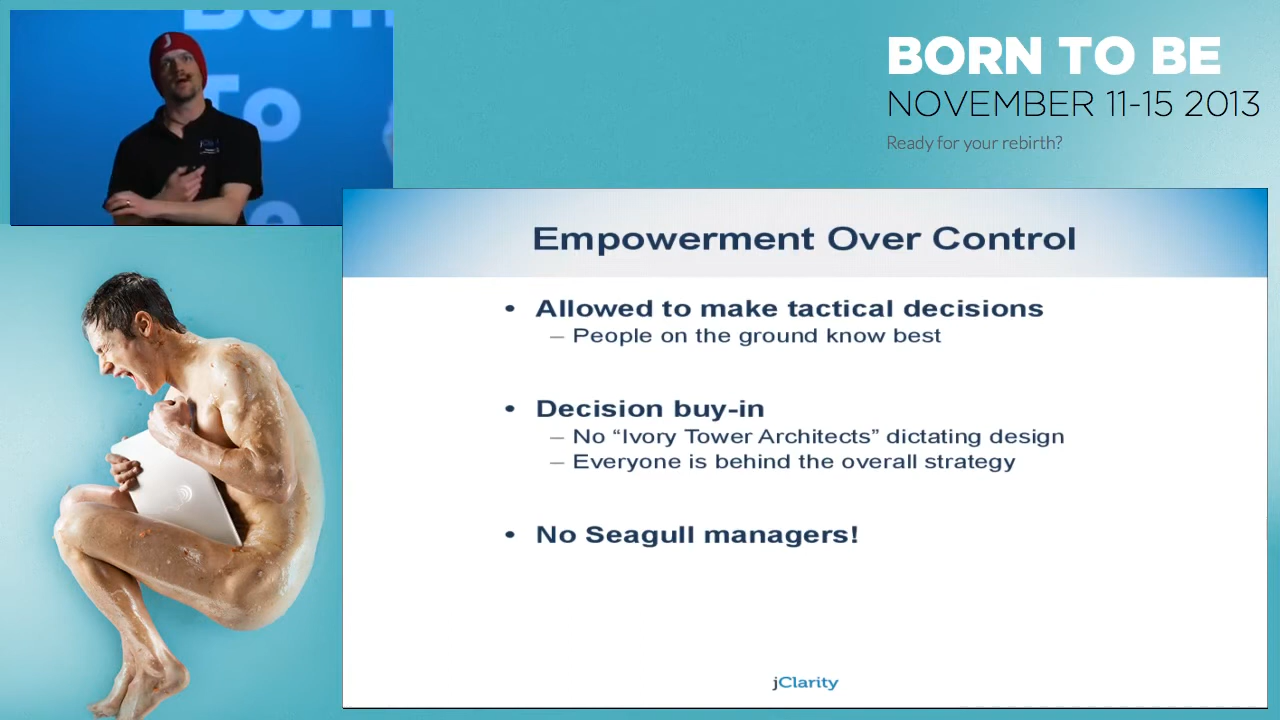 Born
To
BORN TO BE
NOVEMBER 11-15 2013
Ready for your rebirth?
Empowerment Over Control
• Allowed to make tactical decisions
– People on the ground know best
• Decision buy-in
– No “Ivory Tower Architects” dictating design
– Everyone is behind the overall strategy
• No Seagull managers!
jClarity